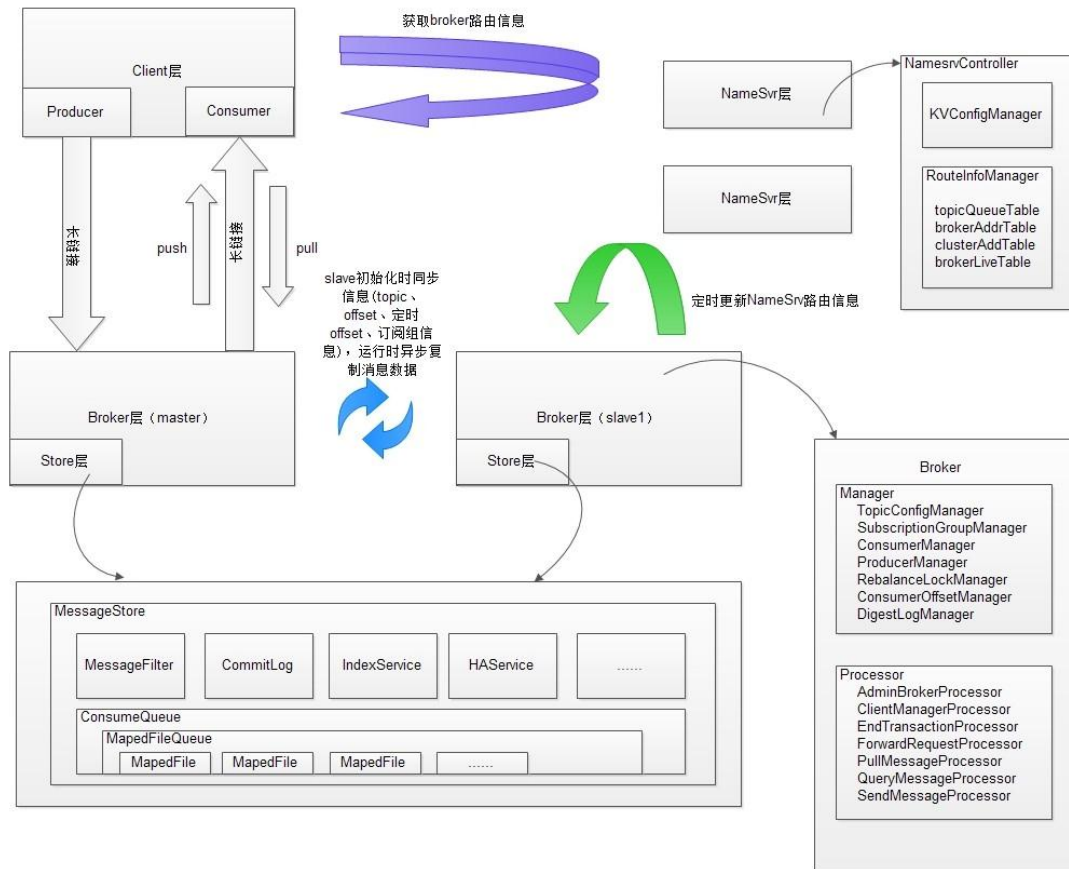 获取broker路由信息
Client层
Producer
Consumer
NameSvr层
NameSvr层
NamesrvController
KVConfigManager
RouteInfoManager
topicQueueTable
brokerAddrTable
clusterAddTable
brokerLiveTable
长链接
push
长链接
pull
slave初始化时同步
信息(topic、
offset、定时
offset、订阅组信
息)，运行时异步复
制消息数据
定时更新NameSrv路由信息
Broker层（master）
Store层
Broker层（slave1）
Store层
Broker
Manager
TopicConfigManager
SubscriptionGroupManager
ConsumerManager
ProducerManager
RebalanceLockManager
ConsumerOffsetManager
DigestLogManager
Processor
AdminBrokerProcessor
ClientManagerProcessor
EndTransactionProcessor
ForwardRequestProcessor
PullMessageProcessor
QueryMessageProcessor
SendMessageProcessor
MessageStore
MessageFilter
CommitLog
IndexService
HAService
......
ConsumeQueue
MapedFileQueue
MapedFile
MapedFile
MapedFile
......